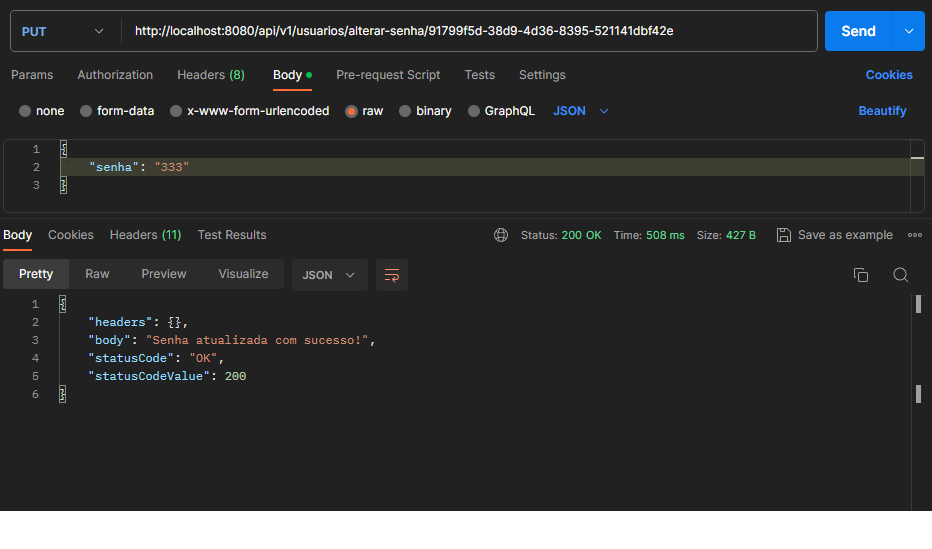 PUT http://localhost:8080/api/v1/usuarios/alterar-senha/91799f5d-38d9-4d36-8395-521141dbf42e Send
Params Authorization Headers (8) Body Pre-request Script Tests Settings Cookies
none form-data x-www-form-urlencoded raw binary GraphQL JSON Beautify
1 {
2 "senha": "333"
3 }
Body Cookies Headers (11) Test Results Status: 200 OK Time: 508 ms Size: 427 B Save as example
Pretty Raw Preview Visualize JSON
1 {
2 "headers": {},
3 "body": "Senha atualizada com sucesso!",
4 "statusCode": "OK",
5 "statusCodeValue": 200
6 }